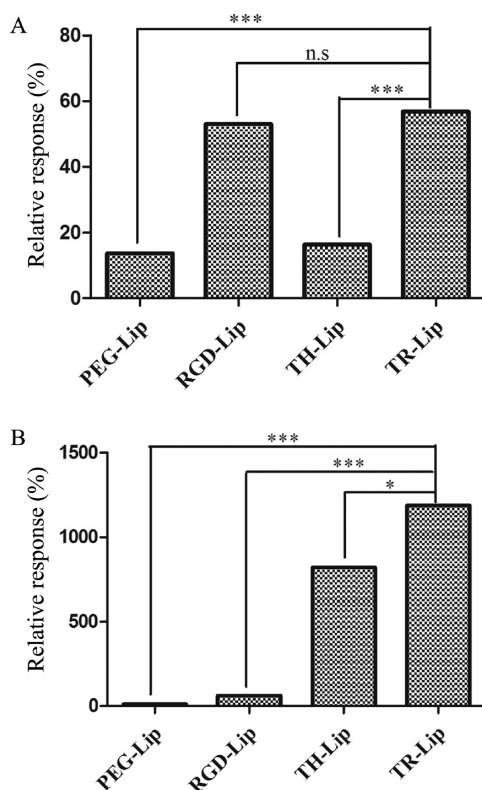 A
Relative response (%)
80
60
40
20
0
***
n.s
***
PEG-Lip
RGD-Lip
TH-Lip
TR-Lip
B
Relative response (%)
1500
1000
500
0
***
***
*
PEG-Lip
RGD-Lip
TH-Lip
TR-Lip